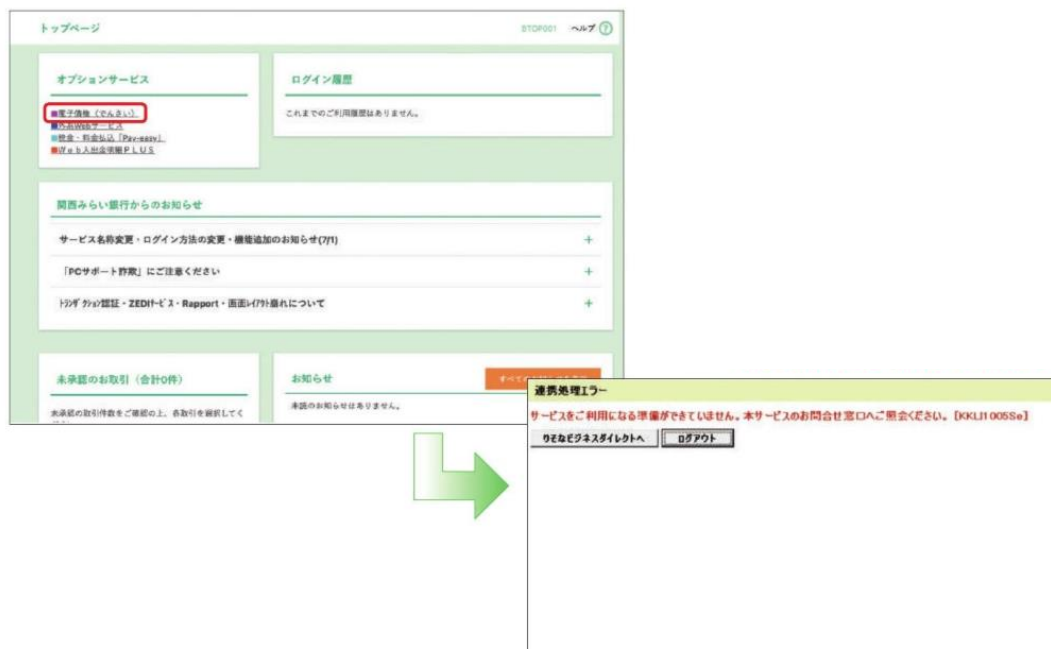 トップページ
STOP001 ヘルプ ?
オプションサービス
■電子債権（でんさい）
■外為Webサービス
■税金・料金払込「Pay-easy」
■Ｗｅｂ入出金明細ＰＬＵＳ
ログイン履歴
これまでのご利用履歴はありません。
関西みらい銀行からのお知らせ
サービス名称変更・ログイン方法の変更・機能追加のお知らせ(7/1)
「PCサポート詐欺」にご注意ください
ﾄﾗﾝｻﾞｸｼｮﾝ認証・ZEDIｻｰﾋﾞｽ・Rapport・画面ﾚｲｱｳﾄ崩れについて
未承認のお取引（合計0件）
未承認の取引件数をご確認の上、各取引を選択してく
お知らせ
未読のお知らせはありません。
連携処理エラー
サービスをご利用になる準備ができていません。本サービスのお問合せ窓口へご照会ください。[KKLI1005Se]
りそなビジネスダイレクトへ ログアウト